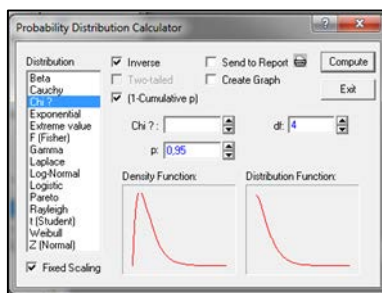 Probability Distribution Calculator
Distribution
Beta
Cauchy
Chi ?
Exponential
Extreme value
F (Fisher)
Gamma
Laplace
Log-Normal
Logistic
Pareto
Rayleigh
t (Student)
Weibull
Z (Normal)
Fixed Scaling
Inverse
Send to Report
Compute
Two-tailed
Create Graph
Exit
(1-Cumulative p)
Chi ? :
df: 4
p: 0,95
Density Function:
Distribution Function: